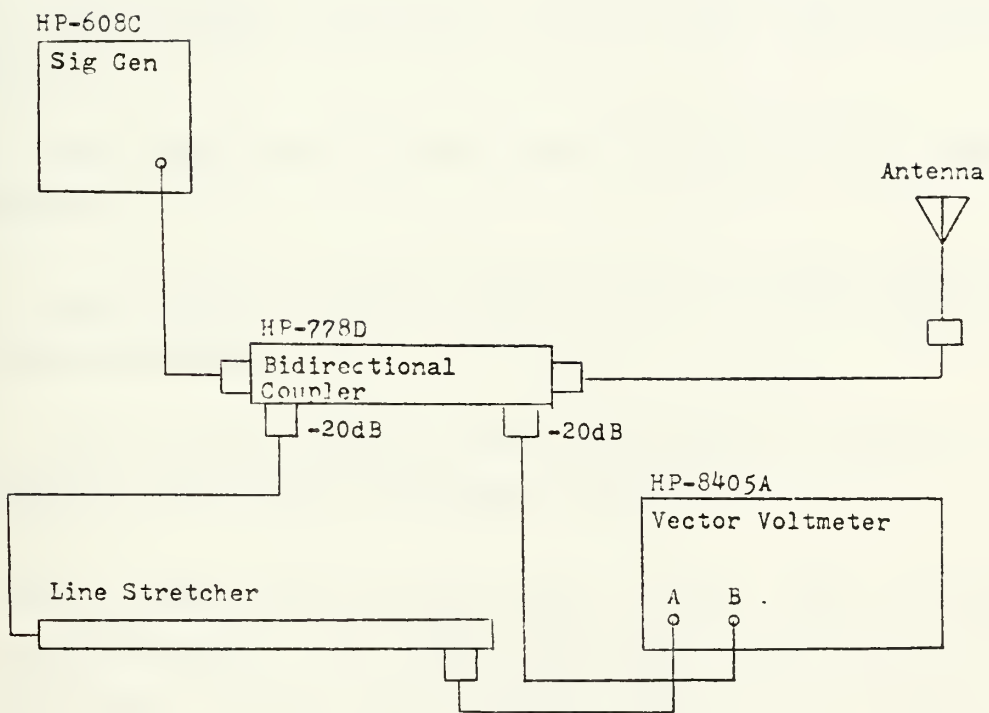 HP-608C
Sig Gen
Antenna
HP-778D
Bidirectional
Coupler
-20dB
-20dB
HP-8405A
Vector Voltmeter
Line Stretcher
A
B